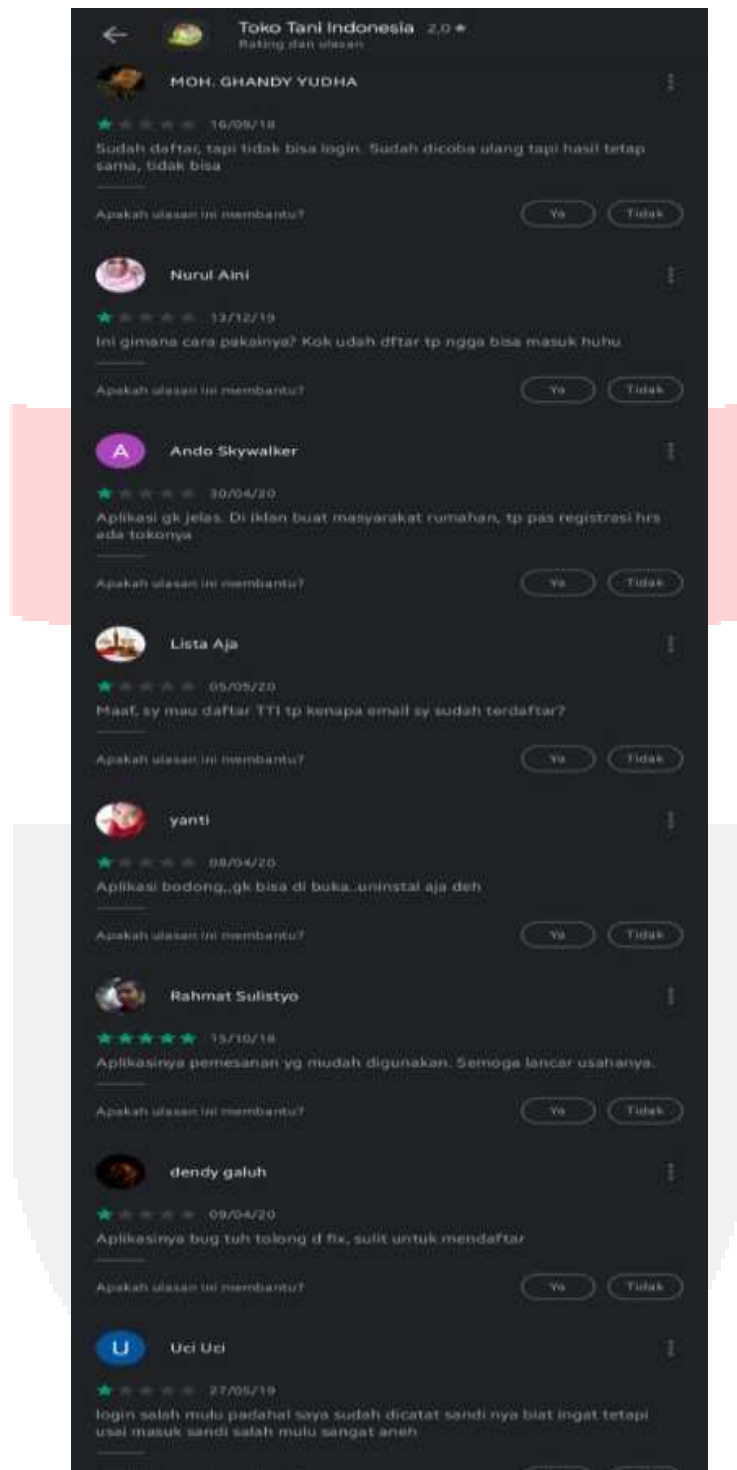 Toko Tani Indonesia 2,0 ★
Rating dan ulasan
MOH. GHANDY YUDHA
16/09/18
Sudah daftar, tapi tidak bisa login. Sudah dicoba ulang tapi hasil tetap
sama, tidak bisa
Apakah ulasan ini membantu?
Ya Tidak
Nurul Aini
13/12/19
Ini gimana cara pakainya? Kok udah dftar tp ngga bisa masuk huhu
Apakah ulasan ini membantu?
Ya Tidak
A
Ando Skywalker
30/04/20
Aplikasi gk jelas. Di iklan buat masyarakat rumahan, tp pas registrasi hrs
ada tokonya
Apakah ulasan ini membantu?
Ya Tidak
Lista Aja
05/05/20
Maaf, sy mau daftar TTI tp kenapa email sy sudah terdaftar?
Apakah ulasan ini membantu?
Ya Tidak
yanti
08/04/20
Aplikasi bodong,,gk bisa di buka..uninstal aja deh
Apakah ulasan ini membantu?
Ya Tidak
Rahmat Sulistyo
15/10/18
Aplikasinya pemesanan yg mudah digunakan. Semoga lancar usahanya.
Apakah ulasan ini membantu?
Ya Tidak
dendy galuh
09/04/20
Aplikasinya bug tuh tolong d fix, sulit untuk mendaftar
Apakah ulasan ini membantu?
Ya Tidak
U
Uci Uci
27/05/19
login salah mulu padahal saya sudah dicatat sandi nya biat ingat tetapi
usai masuk sandi salah mulu sangat aneh